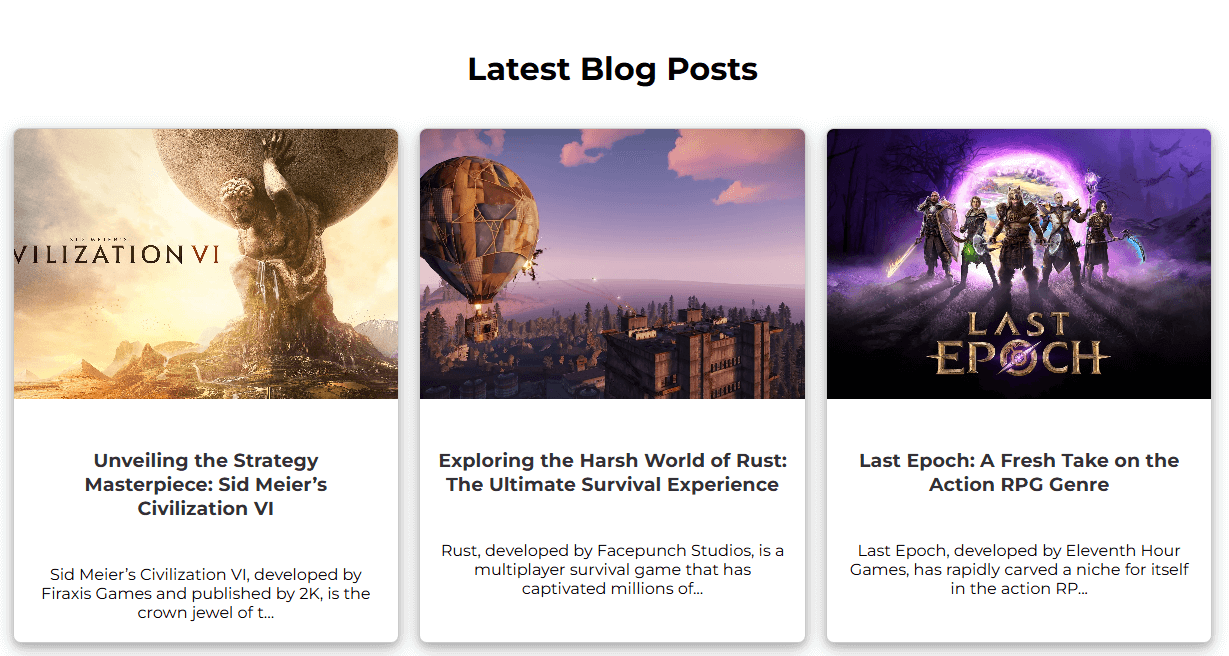 Latest Blog Posts
SID MEIER'S
VILIZATION VI
LAST
EPOCH
Unveiling the Strategy
Masterpiece: Sid Meier’s
Civilization VI
Sid Meier’s Civilization VI, developed by
Firaxis Games and published by 2K, is the
crown jewel of t...
Exploring the Harsh World of Rust:
The Ultimate Survival Experience
Rust, developed by Facepunch Studios, is a
multiplayer survival game that has
captivated millions of...
Last Epoch: A Fresh Take on the
Action RPG Genre
Last Epoch, developed by Eleventh Hour
Games, has rapidly carved a niche for itself
in the action RP...